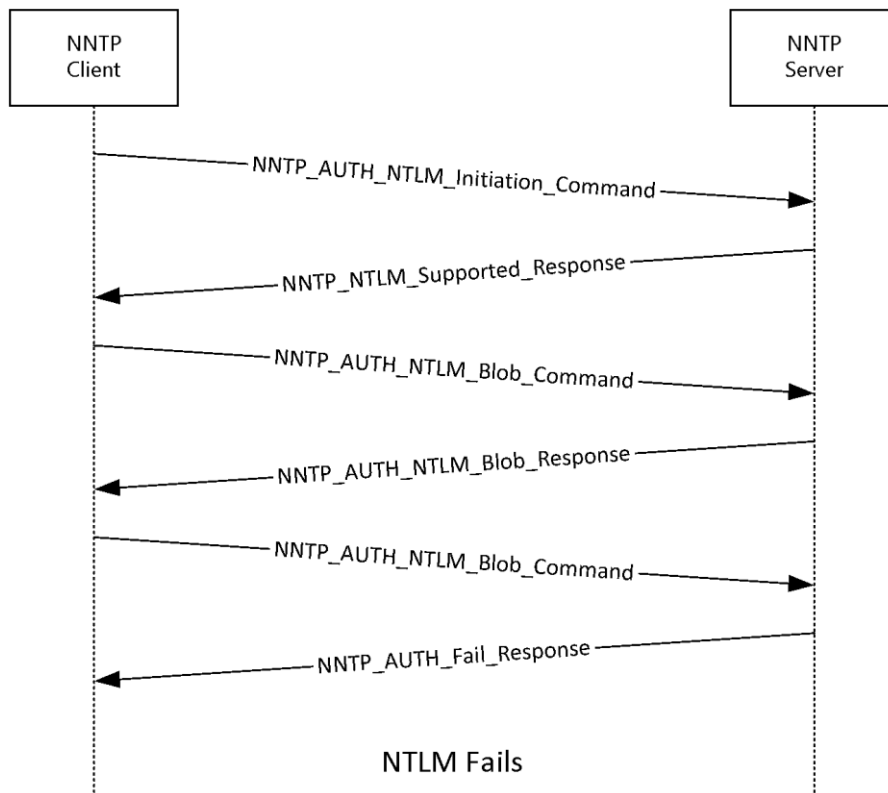 NNTP
Client
NNTP
Server
NNTP_AUTH_NTLM_Initiation_Command
NNTP_NTLM_Supported_Response
NNTP_AUTH_NTLM_Blob_Command
NNTP_AUTH_NTLM_Blob_Response
NNTP_AUTH_NTLM_Blob_Command
NNTP_AUTH_Fail_Response
NTLM Fails